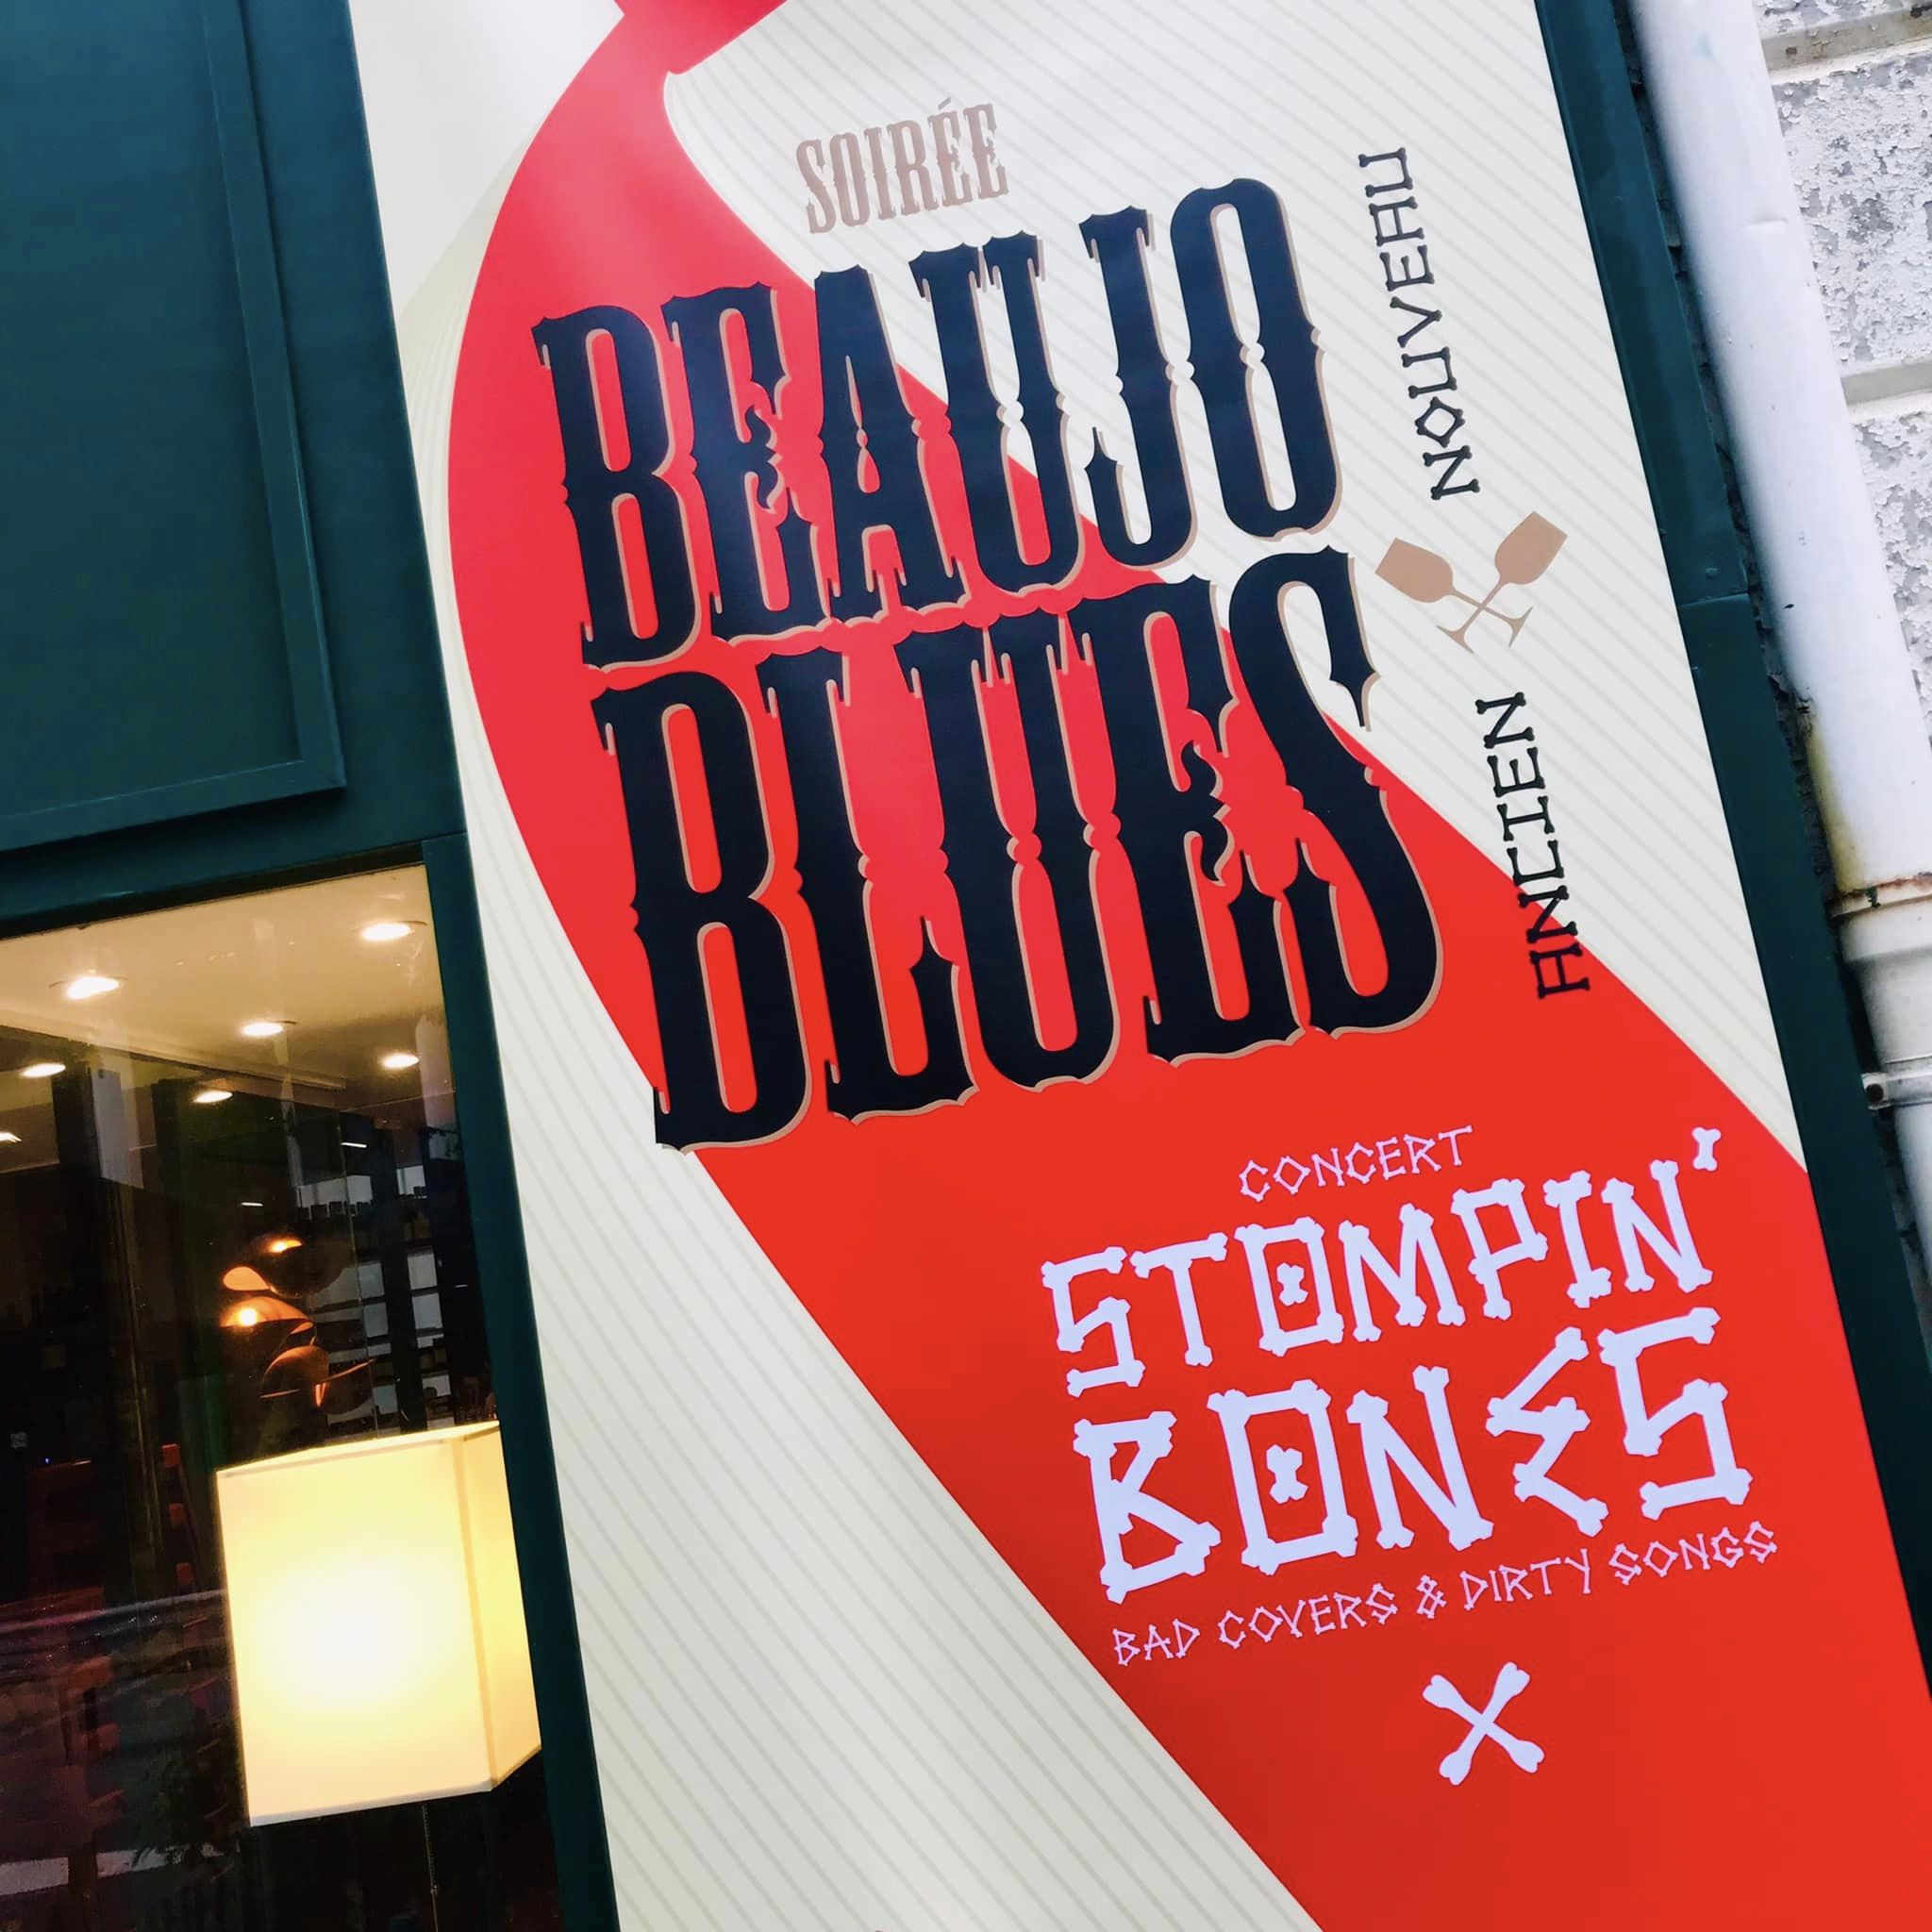 SOIRÉE
BEAUJO
BLUES
ANCIEN
NOUVEAU
CONCERT
STOMPIN'
BONES
BAD COVERS & DIRTY SONGS